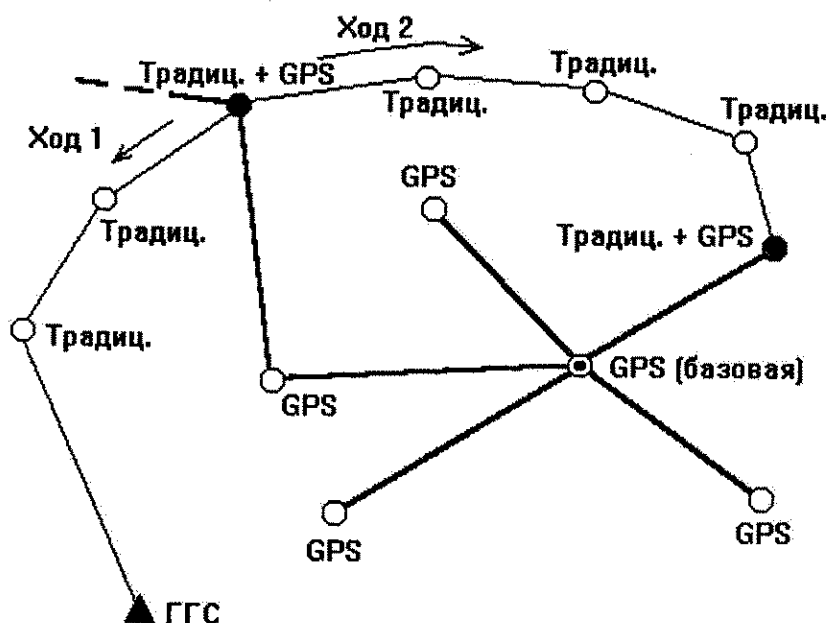 Ход 2
Традиц. + GPS
Традиц.
Традиц.
Традиц.
Ход 1
GPS
Традиц.
Традиц. + GPS
Традиц.
GPS (базовая)
GPS
GPS
GPS
ГГС